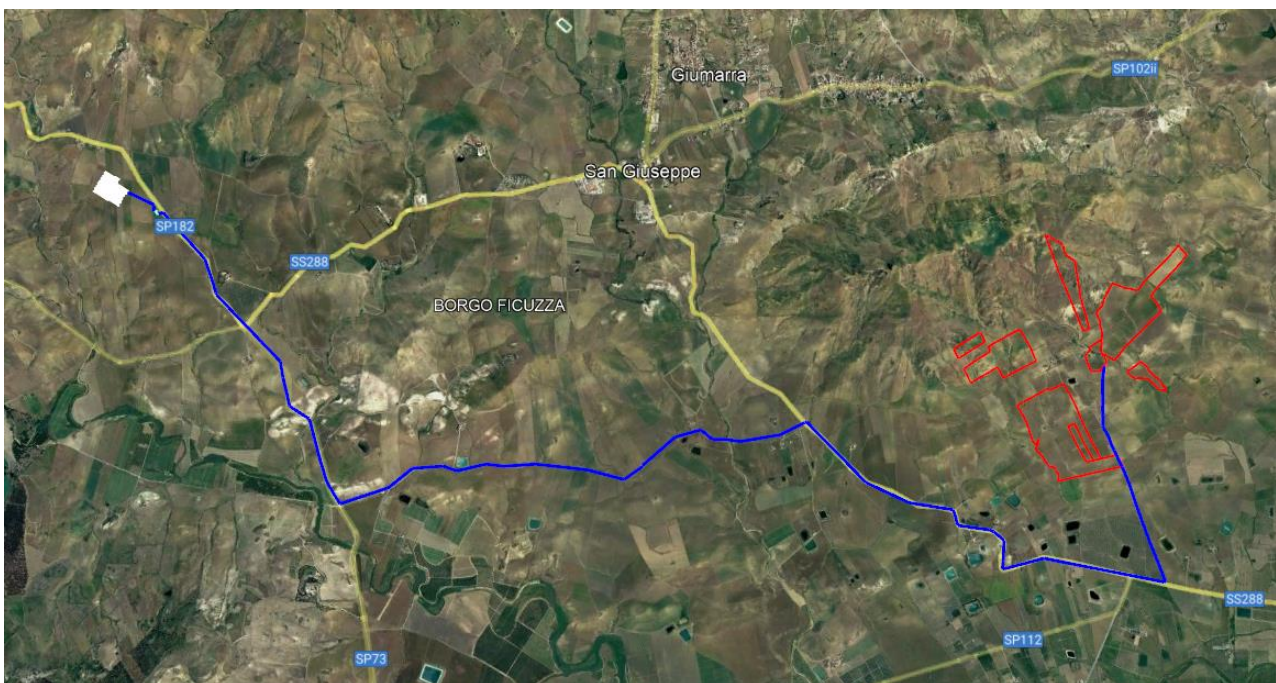 SP102ii
Giumarra
San Giuseppe
SP182
SS288
BORGO FICUZZA
SS288
SP112
SP73